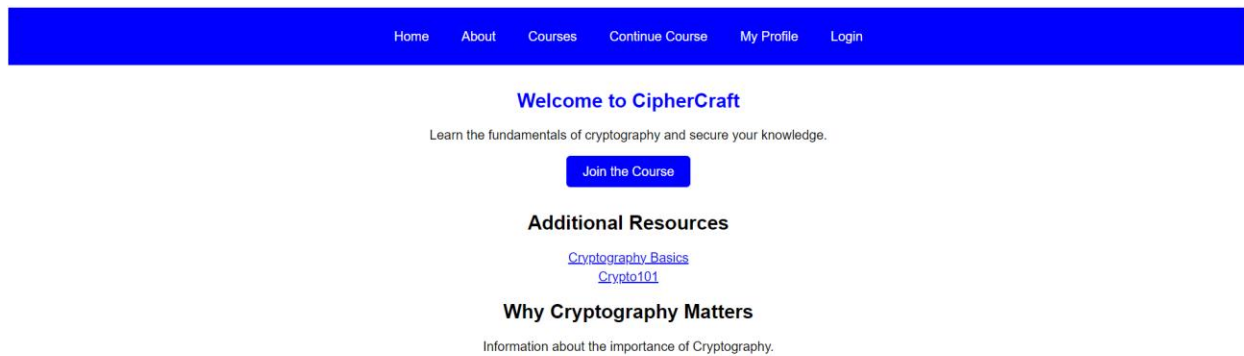 Home About Courses Continue Course My Profile Login
Welcome to CipherCraft
Learn the fundamentals of cryptography and secure your knowledge.
Join the Course
Additional Resources
Cryptography Basics
Crypto101
Why Cryptography Matters
Information about the importance of Cryptography.